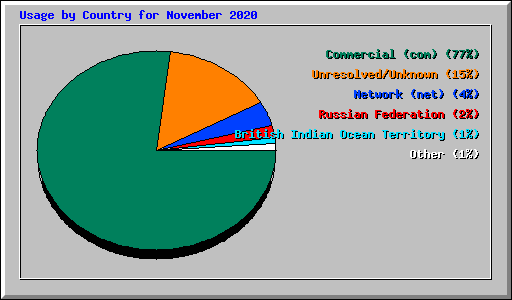 Usage by Country for November 2020
Commercial (com) (77%)
Unresolved/Unknown (15%)
Network (net) (4%)
Russian Federation (2%)
British Indian Ocean Territory (1%)
Other (1%)